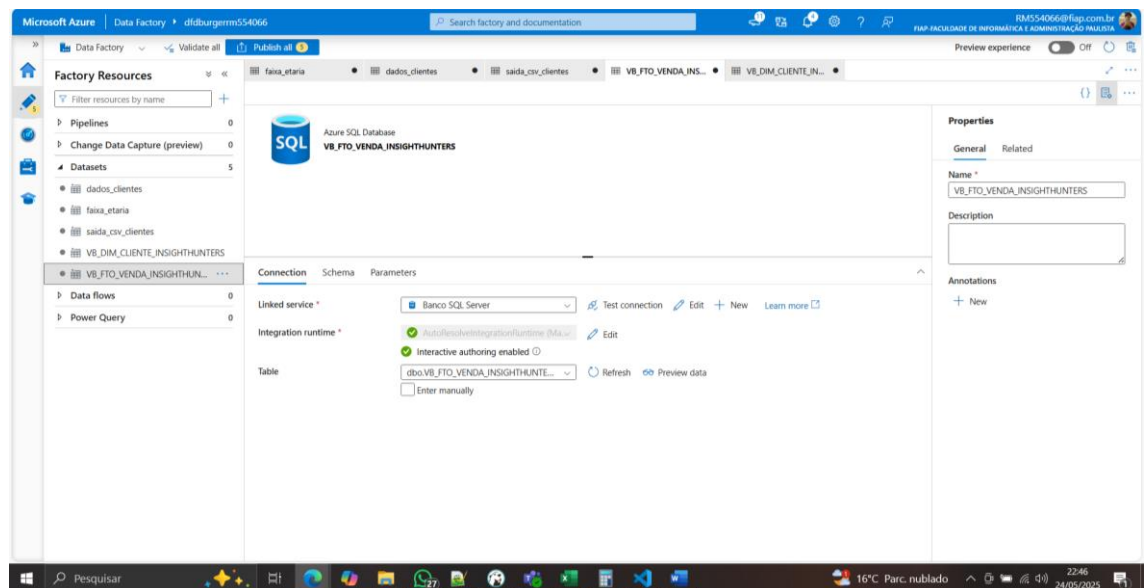 Microsoft Azure | Data Factory ▸ dfdburgerrm554066
Search factory and documentation
11
1
RM554066@fiap.com.br
FIAP-FACULDADE DE INFORMÁTICA E ADMINISTRAÇÃO PAULISTA
» Data Factory Validate all Publish all 5
Preview experience Off
Factory Resources
faixa_etaria dados_clientes saida_csv_clientes VB_FTO_VENDA_INS... VB_DIM_CLIENTE_IN...
Filter resources by name
Pipelines 0
Change Data Capture (preview) 0
Datasets 5
dados_clientes
faixa_etaria
saida_csv_clientes
VB_DIM_CLIENTE_INSIGHTHUNTERS
VB_FTO_VENDA_INSIGHTHUN... ...
Data flows 0
Power Query 0
SQL
Azure SQL Database
VB_FTO_VENDA_INSIGHTHUNTERS
Connection Schema Parameters
Linked service *
Banco SQL Server
Test connection Edit + New Learn more
Integration runtime *
AutoResolveIntegrationRuntime (Ma...
Edit
Interactive authoring enabled
Table
dbo.VB_FTO_VENDA_INSIGHTHUNTE...
Refresh Preview data
Enter manually
Properties
General Related
Name *
VB_FTO_VENDA_INSIGHTHUNTERS
Description
Annotations
+ New
Pesquisar
27
16°C Parc. nublado
22:46
24/05/2025